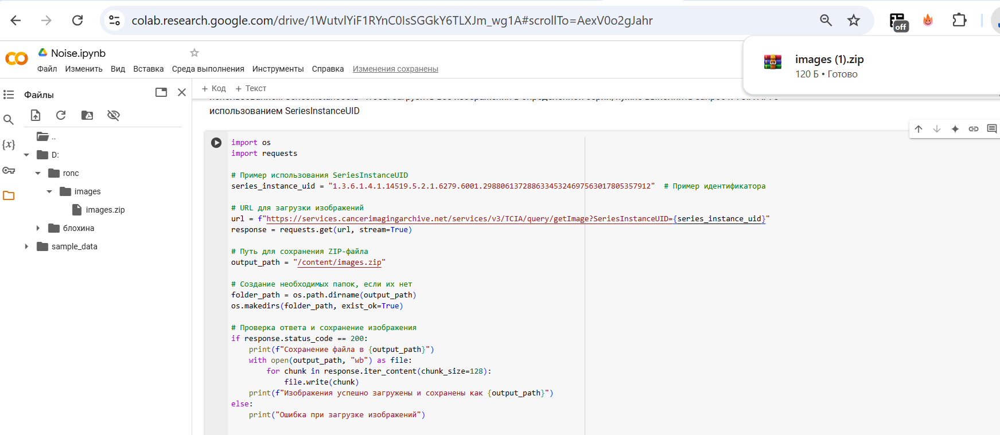 colab.research.google.com/drive/1WutvlYiF1RYnC0IsSGGkY6TLXJm_wg1A#scrollTo=AexV0o2gJahr
off
images (1).zip
120 Б • Готово
Noise.ipynb
Файл Изменить Вид Вставка Среда выполнения Инструменты Справка Изменения сохранены
Файлы
+ Код + Текст
использованием SeriesInstanceUID
{x}
..
D:
ronc
images
images.zip
блохина
sample_data
import os
import requests
# Пример использования SeriesInstanceUID
series_instance_uid = "1.3.6.1.4.1.14519.5.2.1.6279.6001.298806137288633453246975630178053579​12" # Пример идентификатора
# URL для загрузки изображений
url = f"https://services.cancerimagingarchive.net/services/v3/TCIA/query/getImage?SeriesInstanceUID={series_instance_uid}"
response = requests.get(url, stream=True)
# Путь для сохранения ZIP-файла
output_path = "/content/images.zip"
# Создание необходимых папок, если их нет
folder_path = os.path.dirname(output_path)
os.makedirs(folder_path, exist_ok=True)
# Проверка ответа и сохранение изображения
if response.status_code == 200:
    print(f"Сохранение файла в {output_path}")
    with open(output_path, "wb") as file:
        for chunk in response.iter_content(chunk_size=128):
            file.write(chunk)
    print(f"Изображения успешно загружены и сохранены как {output_path}")
else:
    print("Ошибка при загрузке изображений")